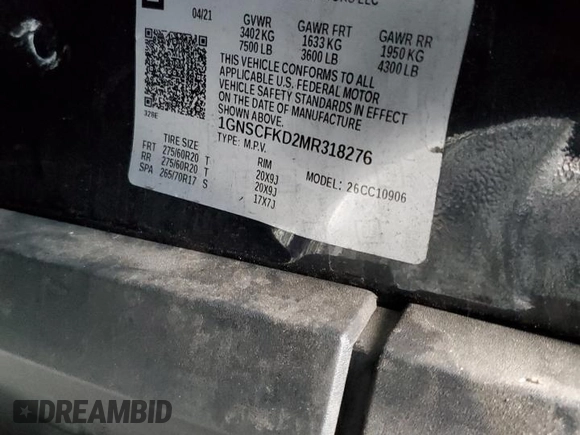 LLC
04/21 GVWR GAWR FRT GAWR RR
3402 KG 1633 KG 1950 KG
7500 LB 3600 LB 4300 LB
THIS VEHICLE CONFORMS TO ALL
APPLICABLE U.S. FEDERAL MOTOR
VEHICLE SAFETY STANDARDS IN EFFECT
ON THE DATE OF MANUFACTURE
SHOWN ABOVE.
1GNSCFKD2MR318276
TYPE: M.P.V.
MODEL: 26CC10906
328E
TIRE SIZE RIM
FRT 275/60R20 T 20X9J
RR 275/60R20 T 20X9J
SPA 265/70R17 S 17X7J
DREAMBID